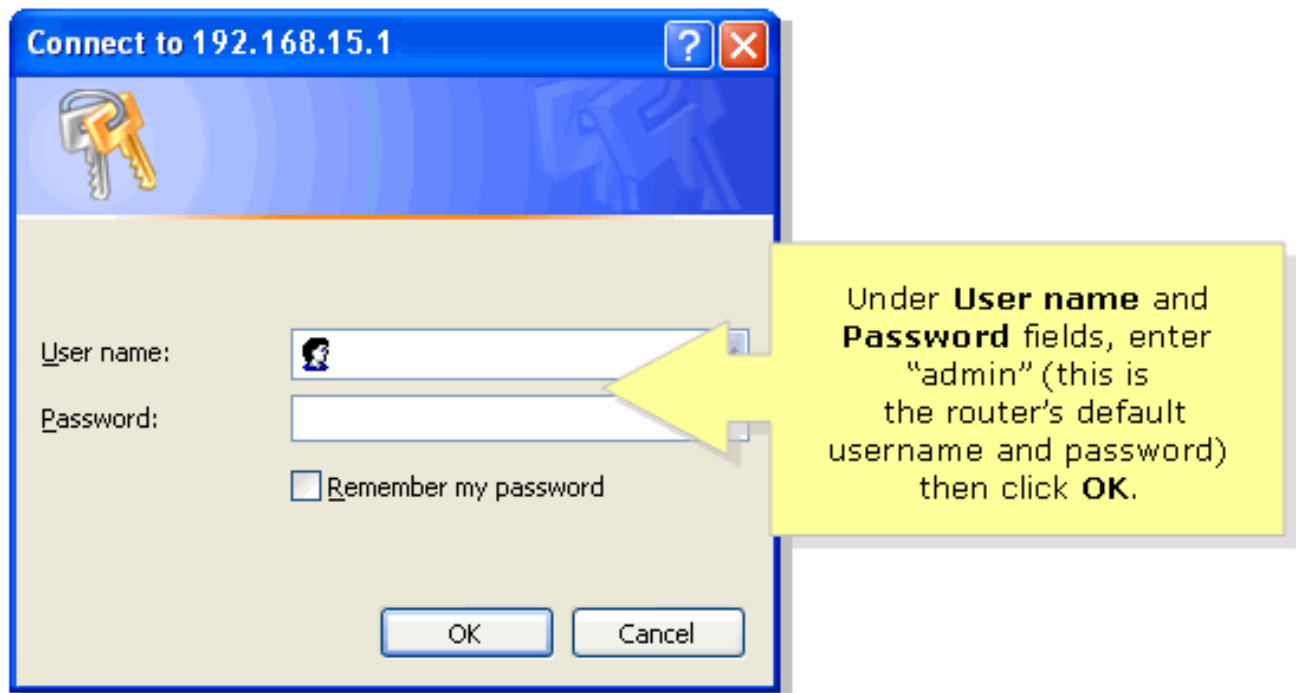 Connect to 192.168.15.1
?
User name:
Password:
Remember my password
OK
Cancel
Under User name and
Password fields, enter
“admin” (this is
the router’s default
username and password)
then click OK.